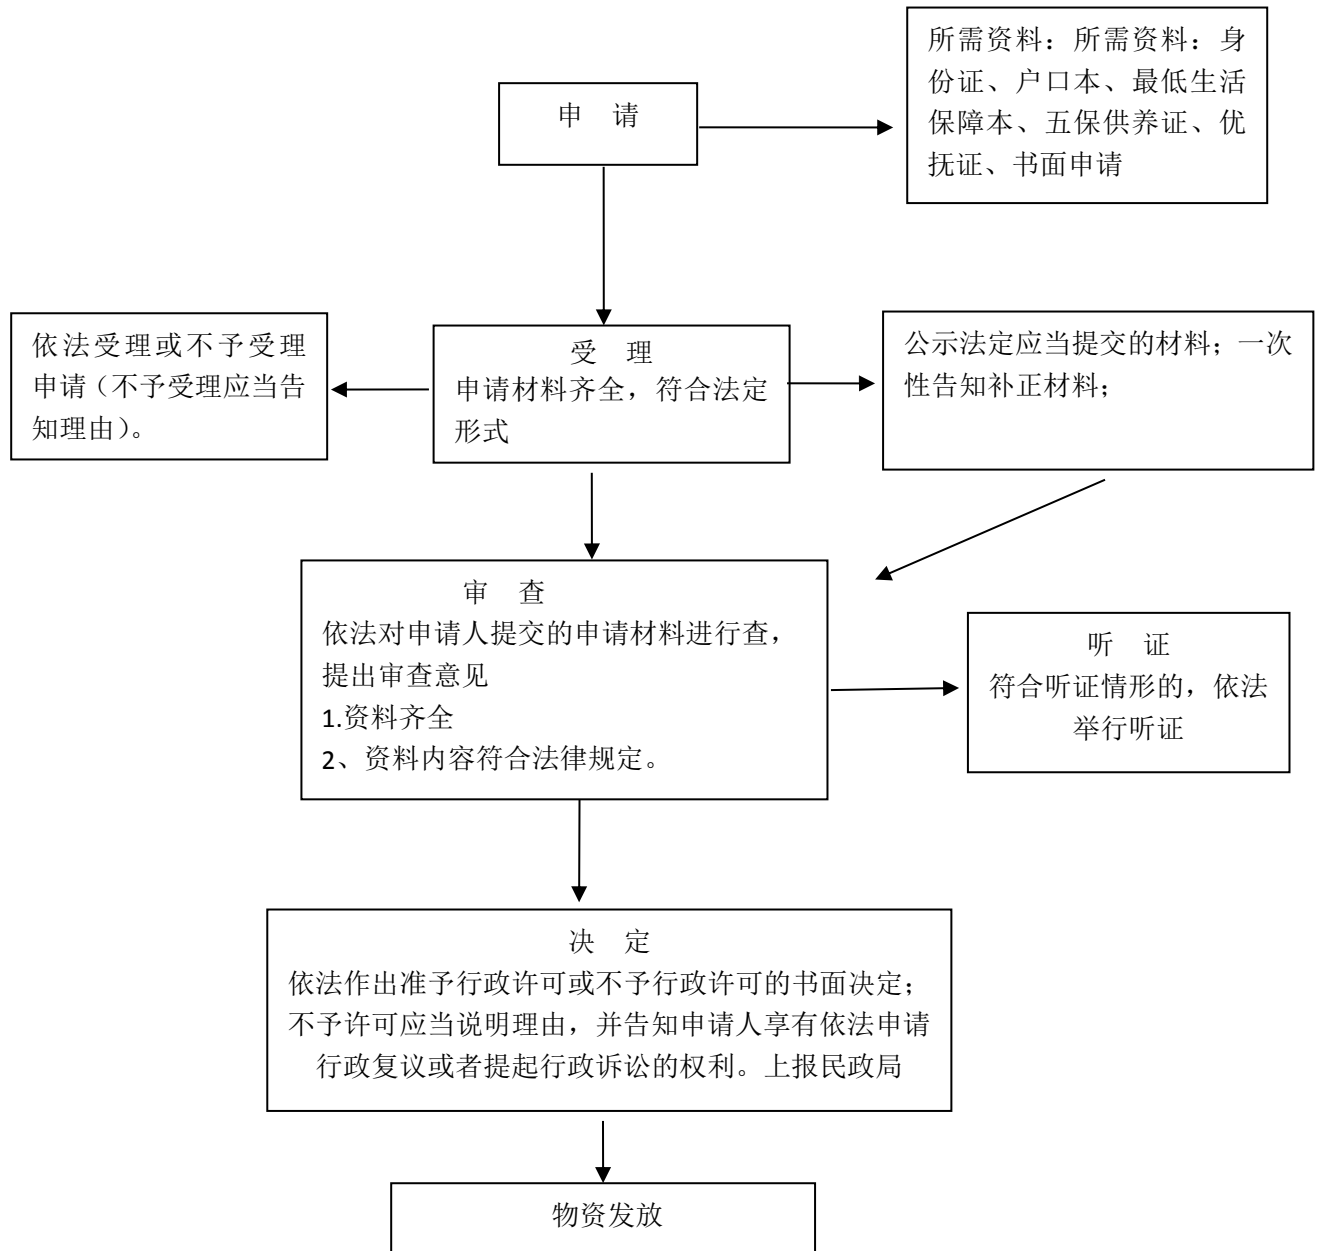 申 请
所需资料：所需资料：身
份证、户口本、最低生活
保障本、五保供养证、优
抚证、书面申请
依法受理或不予受理
申请（不予受理应当告
知理由）。
受 理
申请材料齐全，符合法定
形式
公示法定应当提交的材料；一次
性告知补正材料；
审 查
依法对申请人提交的申请材料进行查，
提出审查意见
1.资料齐全
2、资料内容符合法律规定。
听 证
符合听证情形的，依法
举行听证
决 定
依法作出准予行政许可或不予行政许可的书面决定；
不予许可应当说明理由，并告知申请人享有依法申请
行政复议或者提起行政诉讼的权利。上报民政局
物资发放